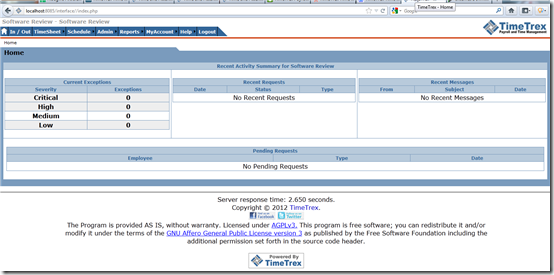 localhost:8085/interface/index.php
Google
TimeTrex - Home
Software Review - Software Review
In / Out TimeSheet Schedule Admin Reports MyAccount Help Logout
TimeTrex
Payroll and Time Management
Home
Home
Recent Activity Summary for Software Review
Current Exceptions Recent Requests Recent Messages
Severity Exceptions Date Status Type From Subject Date
Critical 0 No Recent Requests No Recent Messages
High 0
Medium 0
Low 0
Pending Requests
Employee Type Date
No Pending Requests
Server response time: 2.650 seconds.
Copyright © 2012 TimeTrex.
facebook twitter
The Program is provided AS IS, without warranty. Licensed under AGPLv3. This program is free software; you can redistribute it and/or
modify it under the terms of the GNU Affero General Public License version 3 as published by the Free Software Foundation including the
additional permission set forth in the source code header.
Powered By
TimeTrex